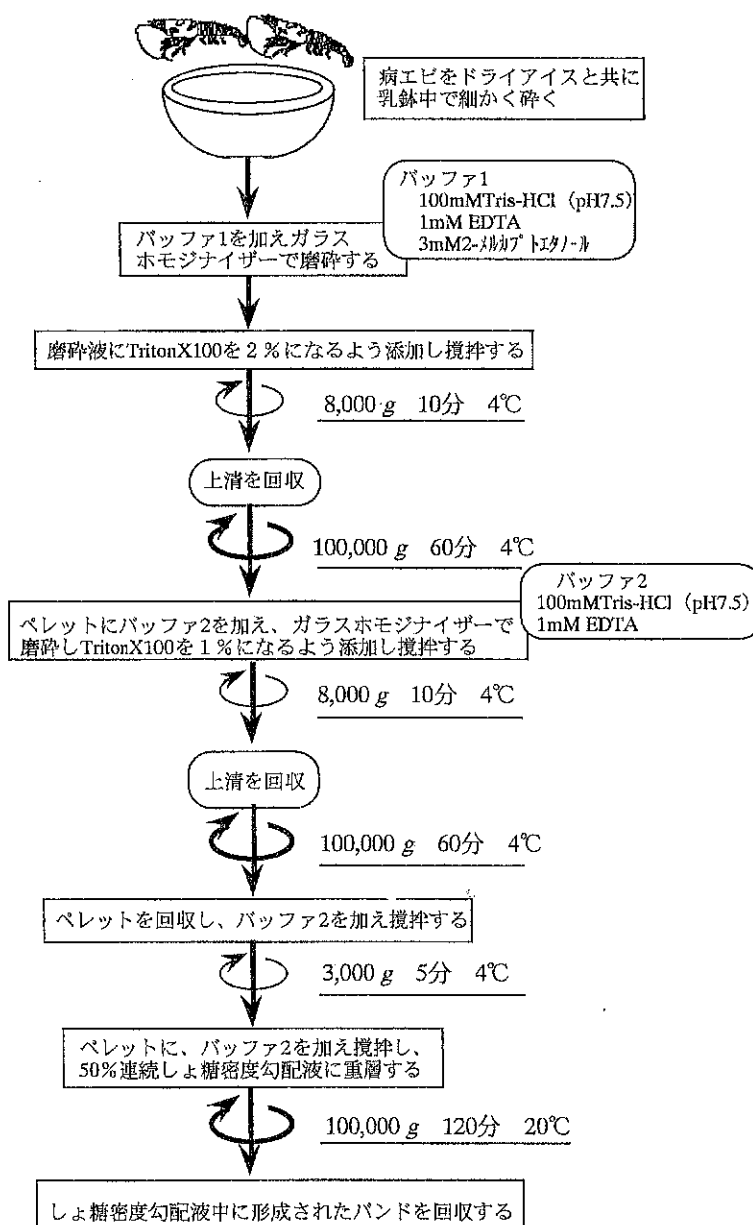 病エビをドライアイスと共に
乳鉢中で細かく砕く
バッファ1
100mMTris-HCl (pH7.5)
1mM EDTA
3mM2-メルカプトエタノール
バッファ1を加えガラス
ホモジナイザーで磨砕する
磨砕液にTritonX100を2%になるよう添加し撹拌する
8,000 g 10分 4℃
上清を回収
100,000 g 60分 4℃
バッファ2
100mMTris-HCl (pH7.5)
1mM EDTA
ペレットにバッファ2を加え、ガラスホモジナイザーで
磨砕しTritonX100を1%になるよう添加し撹拌する
8,000 g 10分 4℃
上清を回収
100,000 g 60分 4℃
ペレットを回収し、バッファ2を加え撹拌する
3,000 g 5分 4℃
ペレットに、バッファ2を加え撹拌し、
50%連続しょ糖密度勾配液に重層する
100,000 g 120分 20℃
しょ糖密度勾配液中に形成されたバンドを回収する